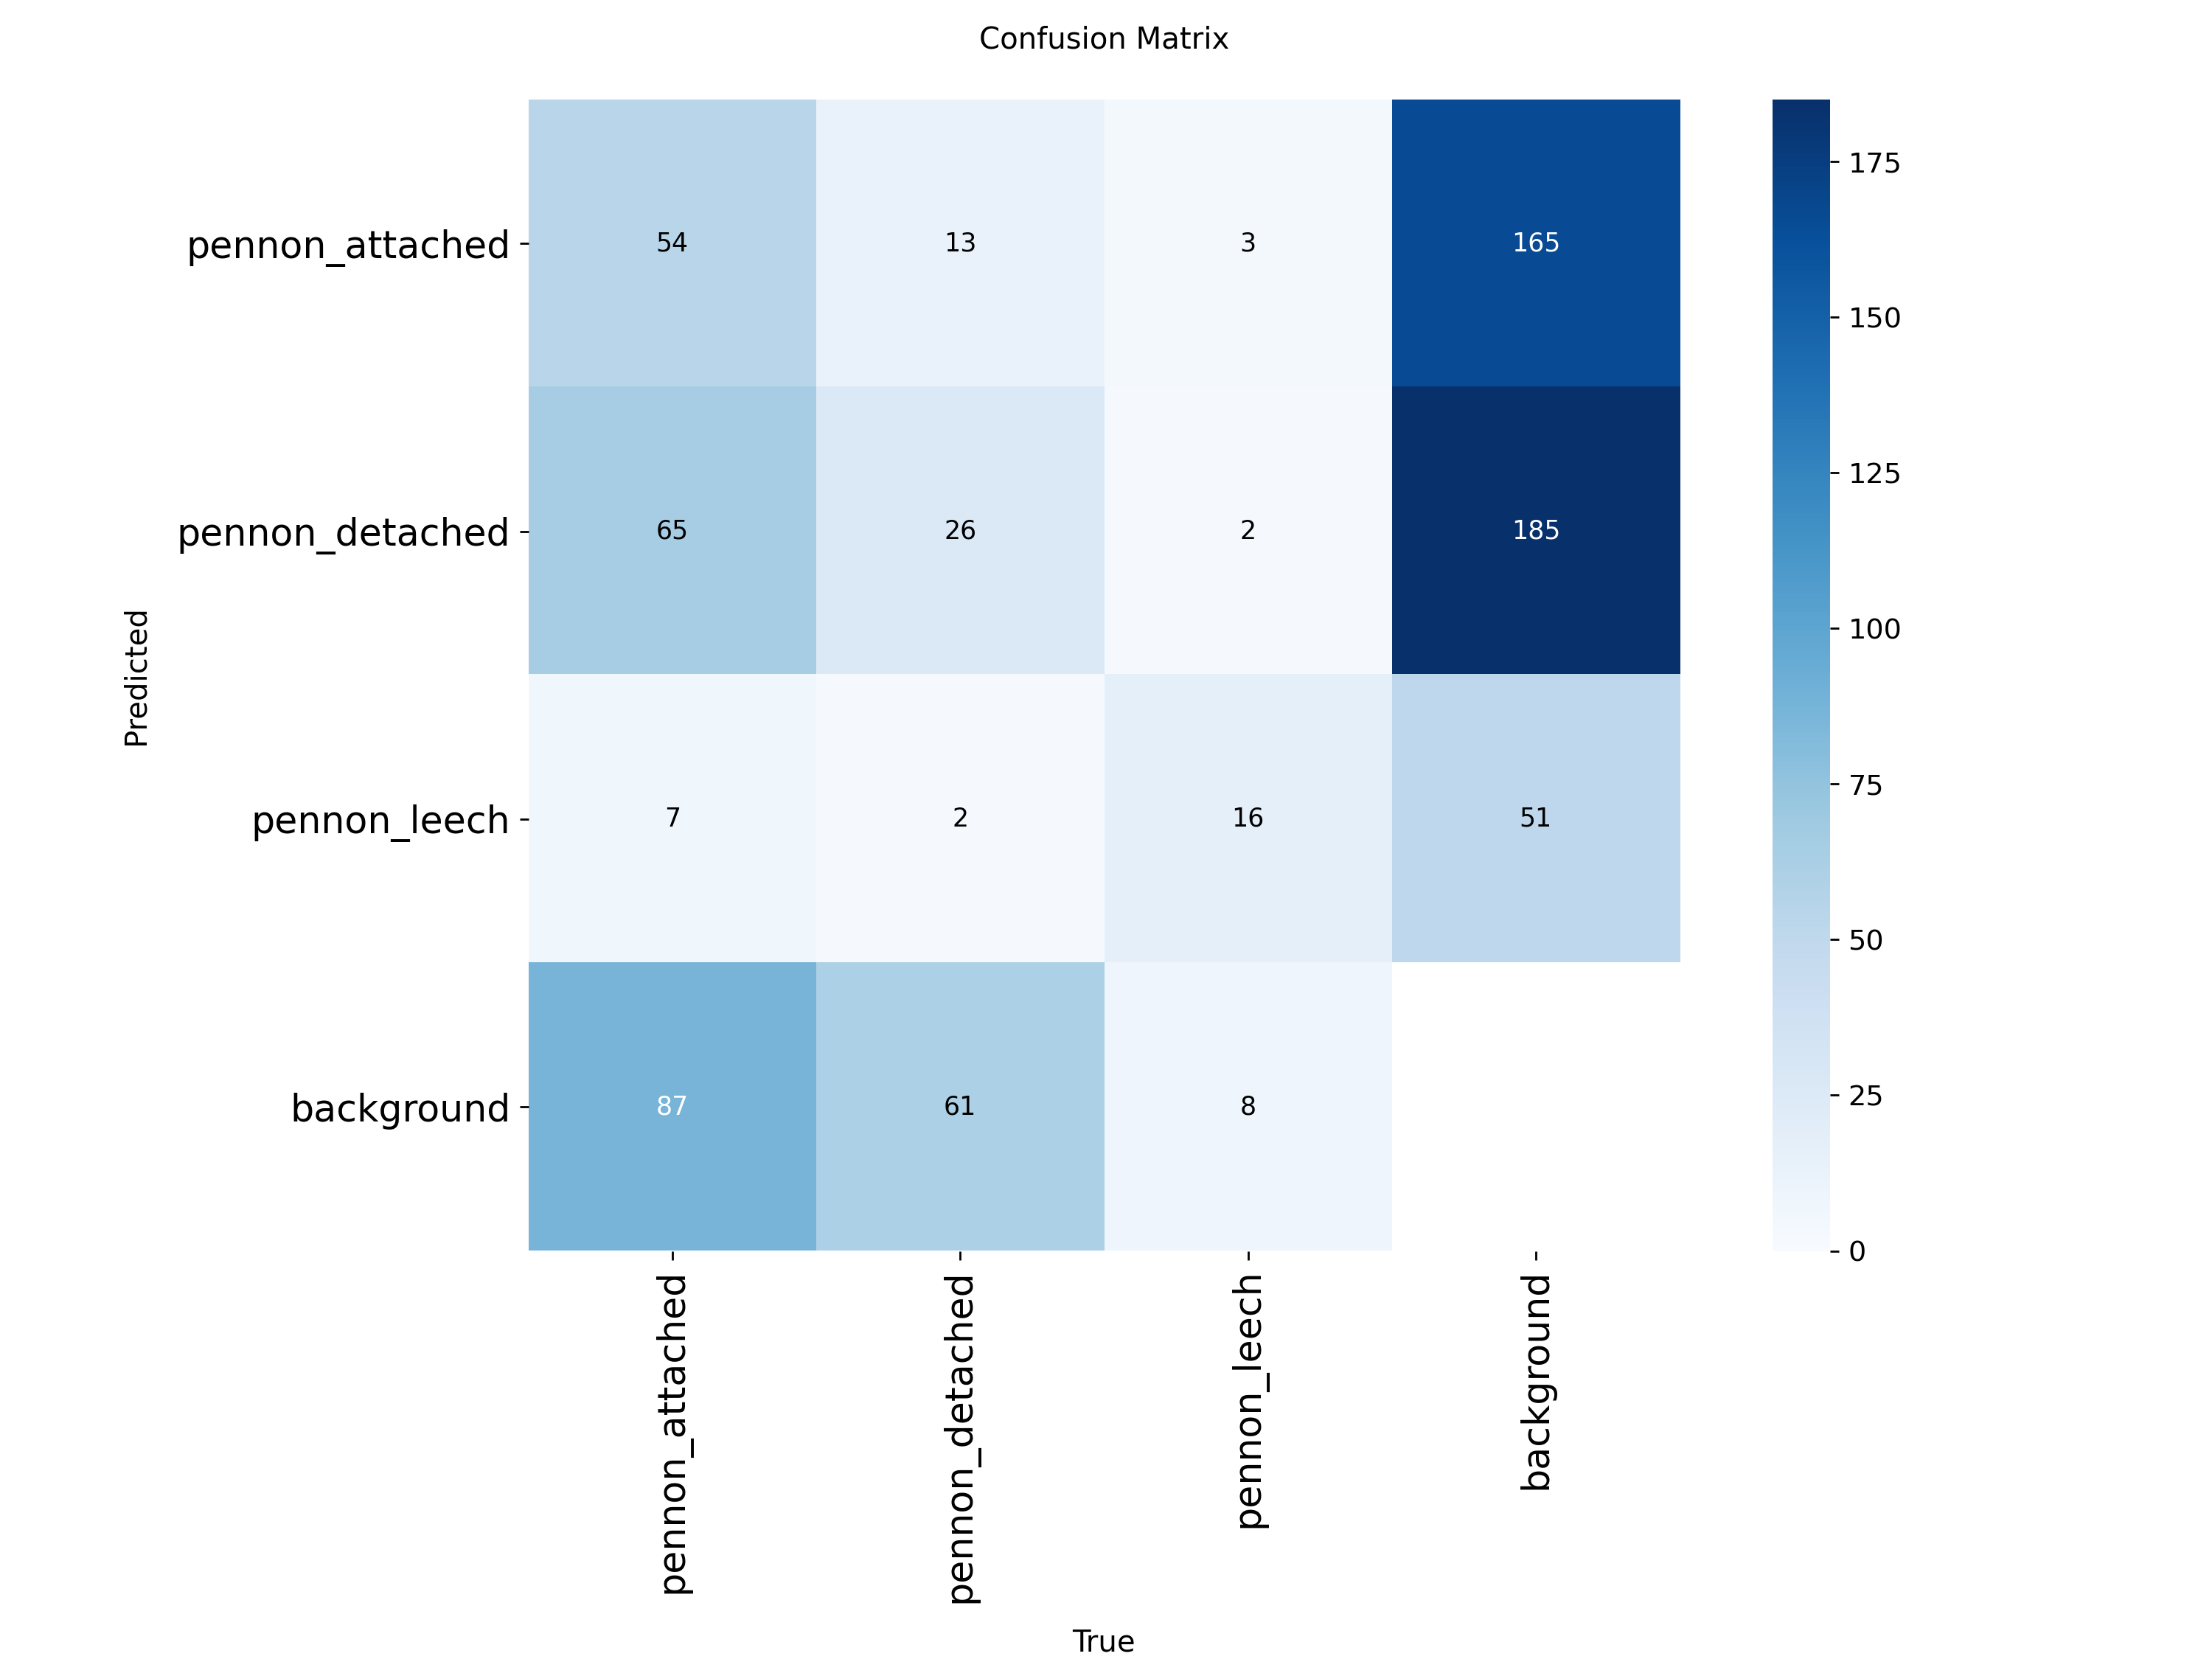 Confusion Matrix
pennon_attached 54 13 3 165
pennon_detached 65 26 2 185
pennon_leech 7 2 16 51
background 87 61 8
Predicted
pennon_attached
pennon_detached
pennon_leech
background
True
175
150
125
100
75
50
25
0